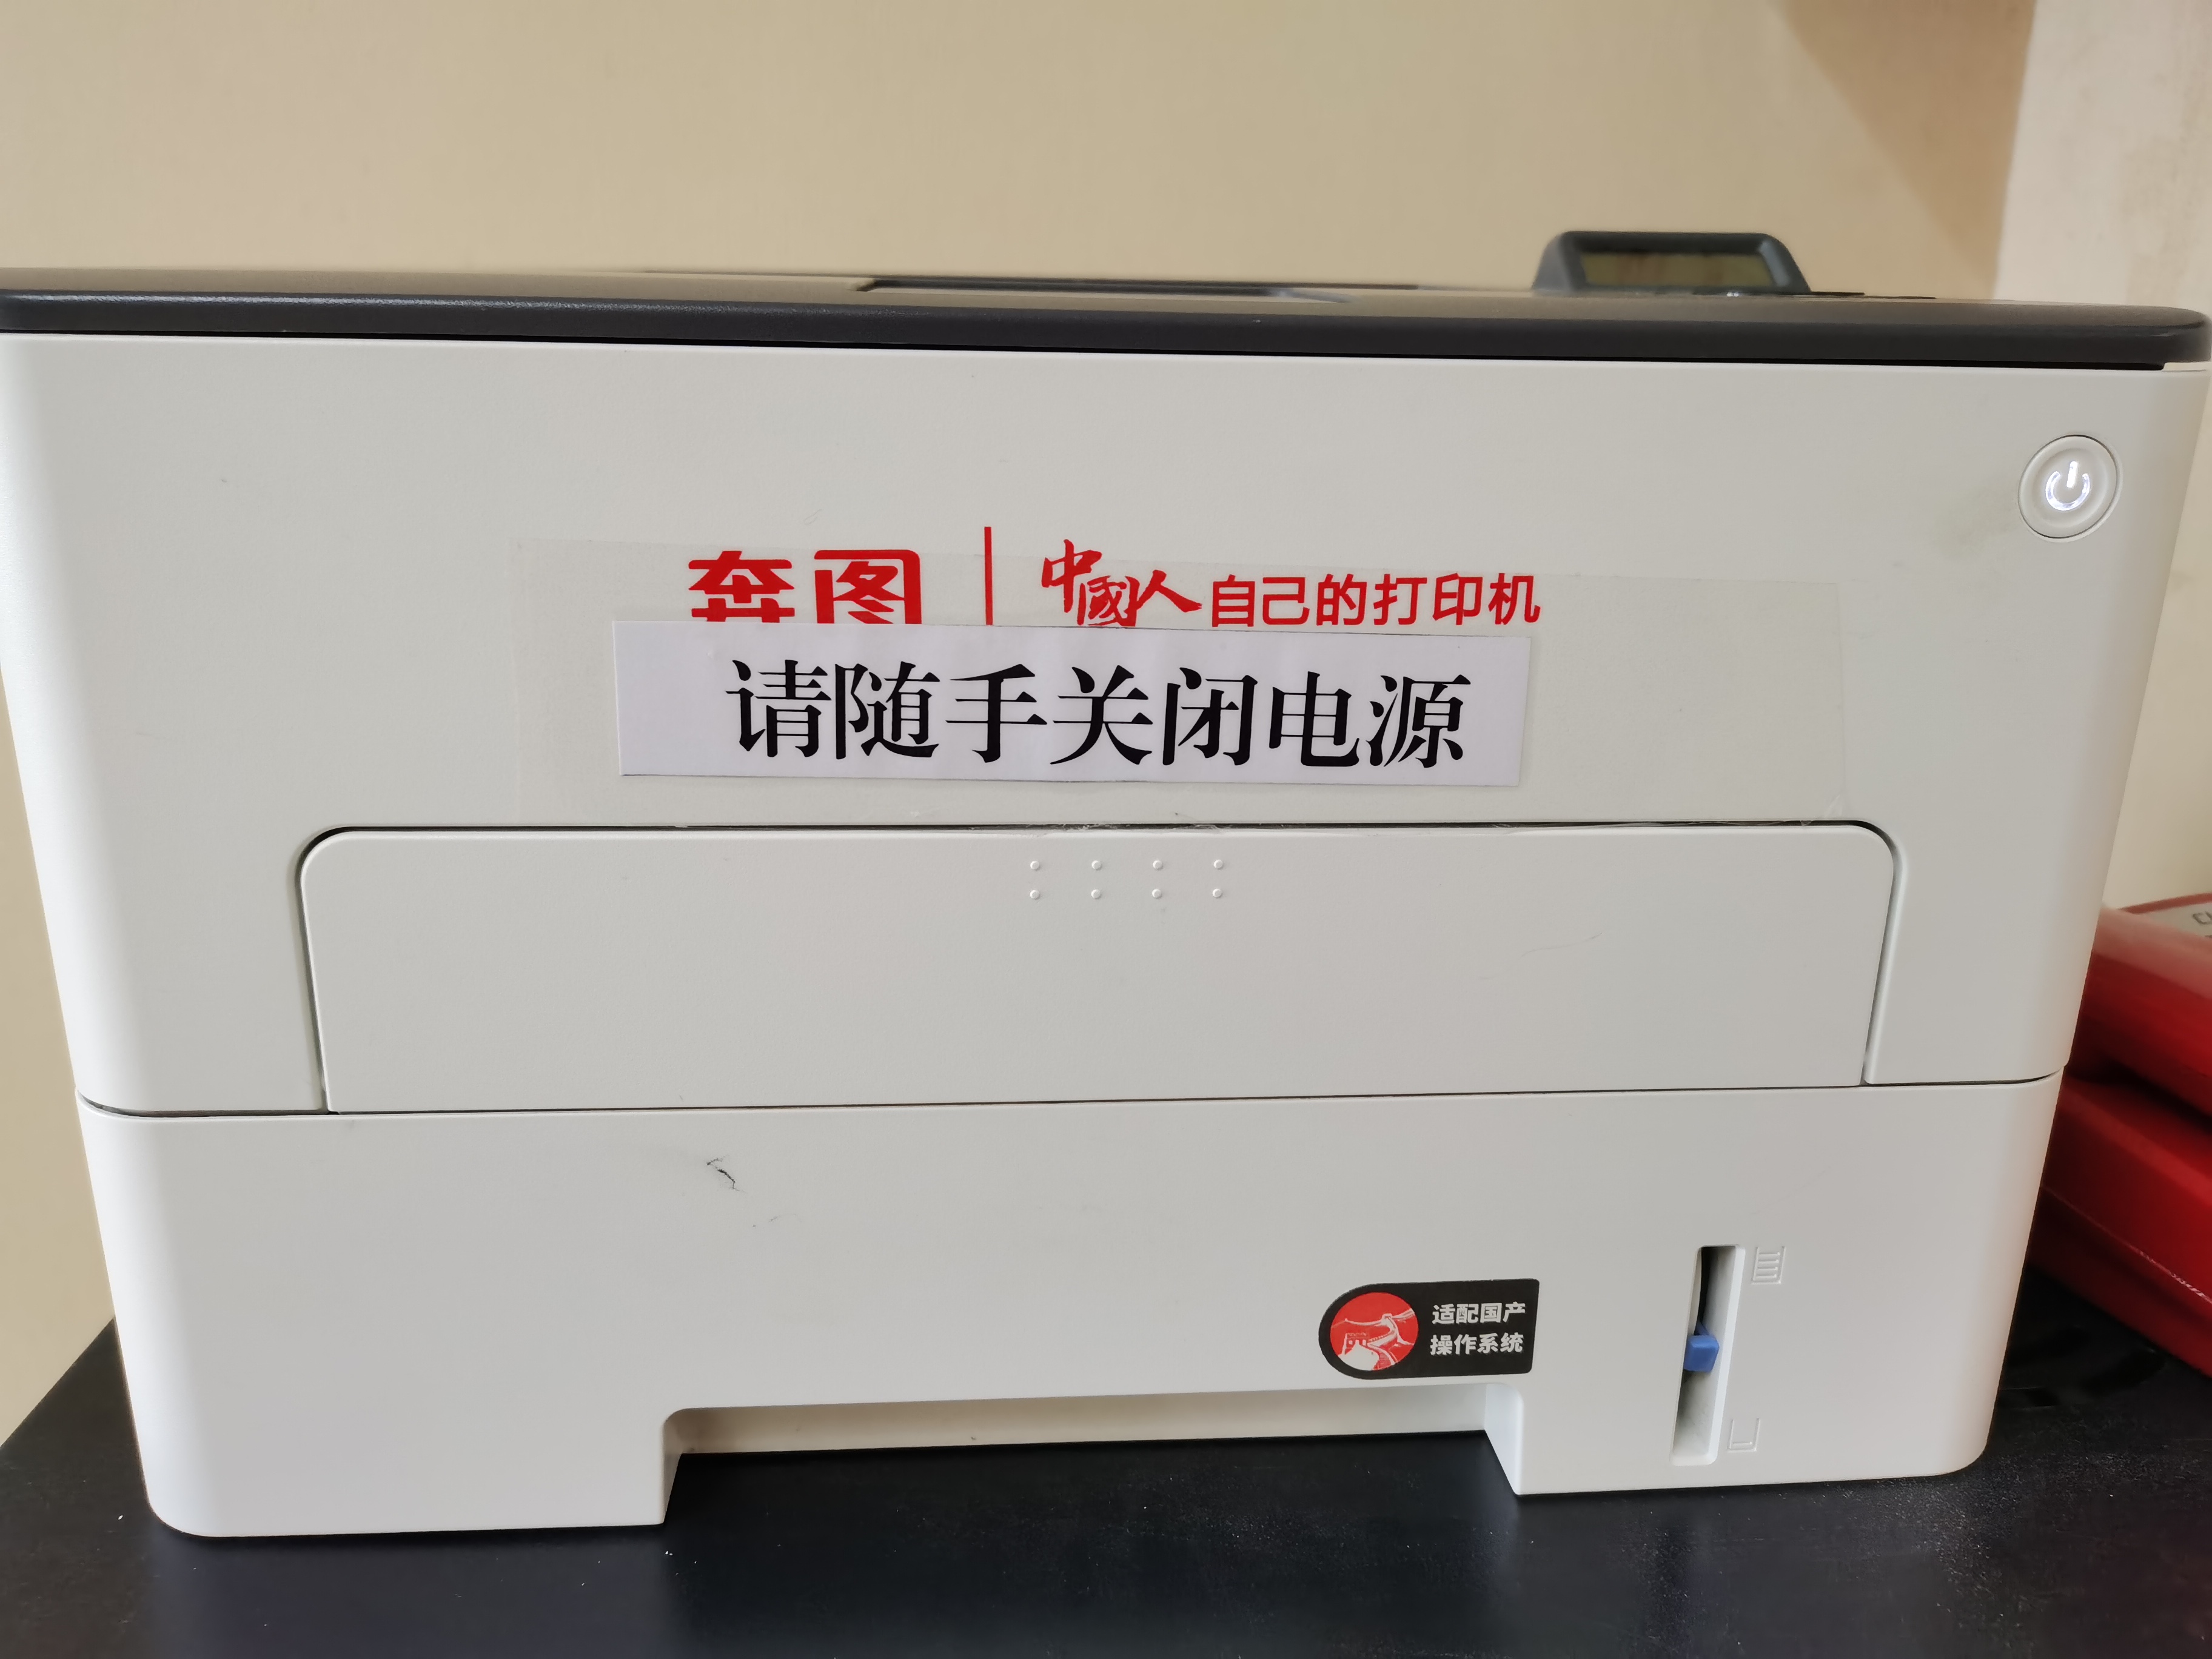 奔图 中國人自己的打印机
请随手关闭电源
适配国产
操作系统